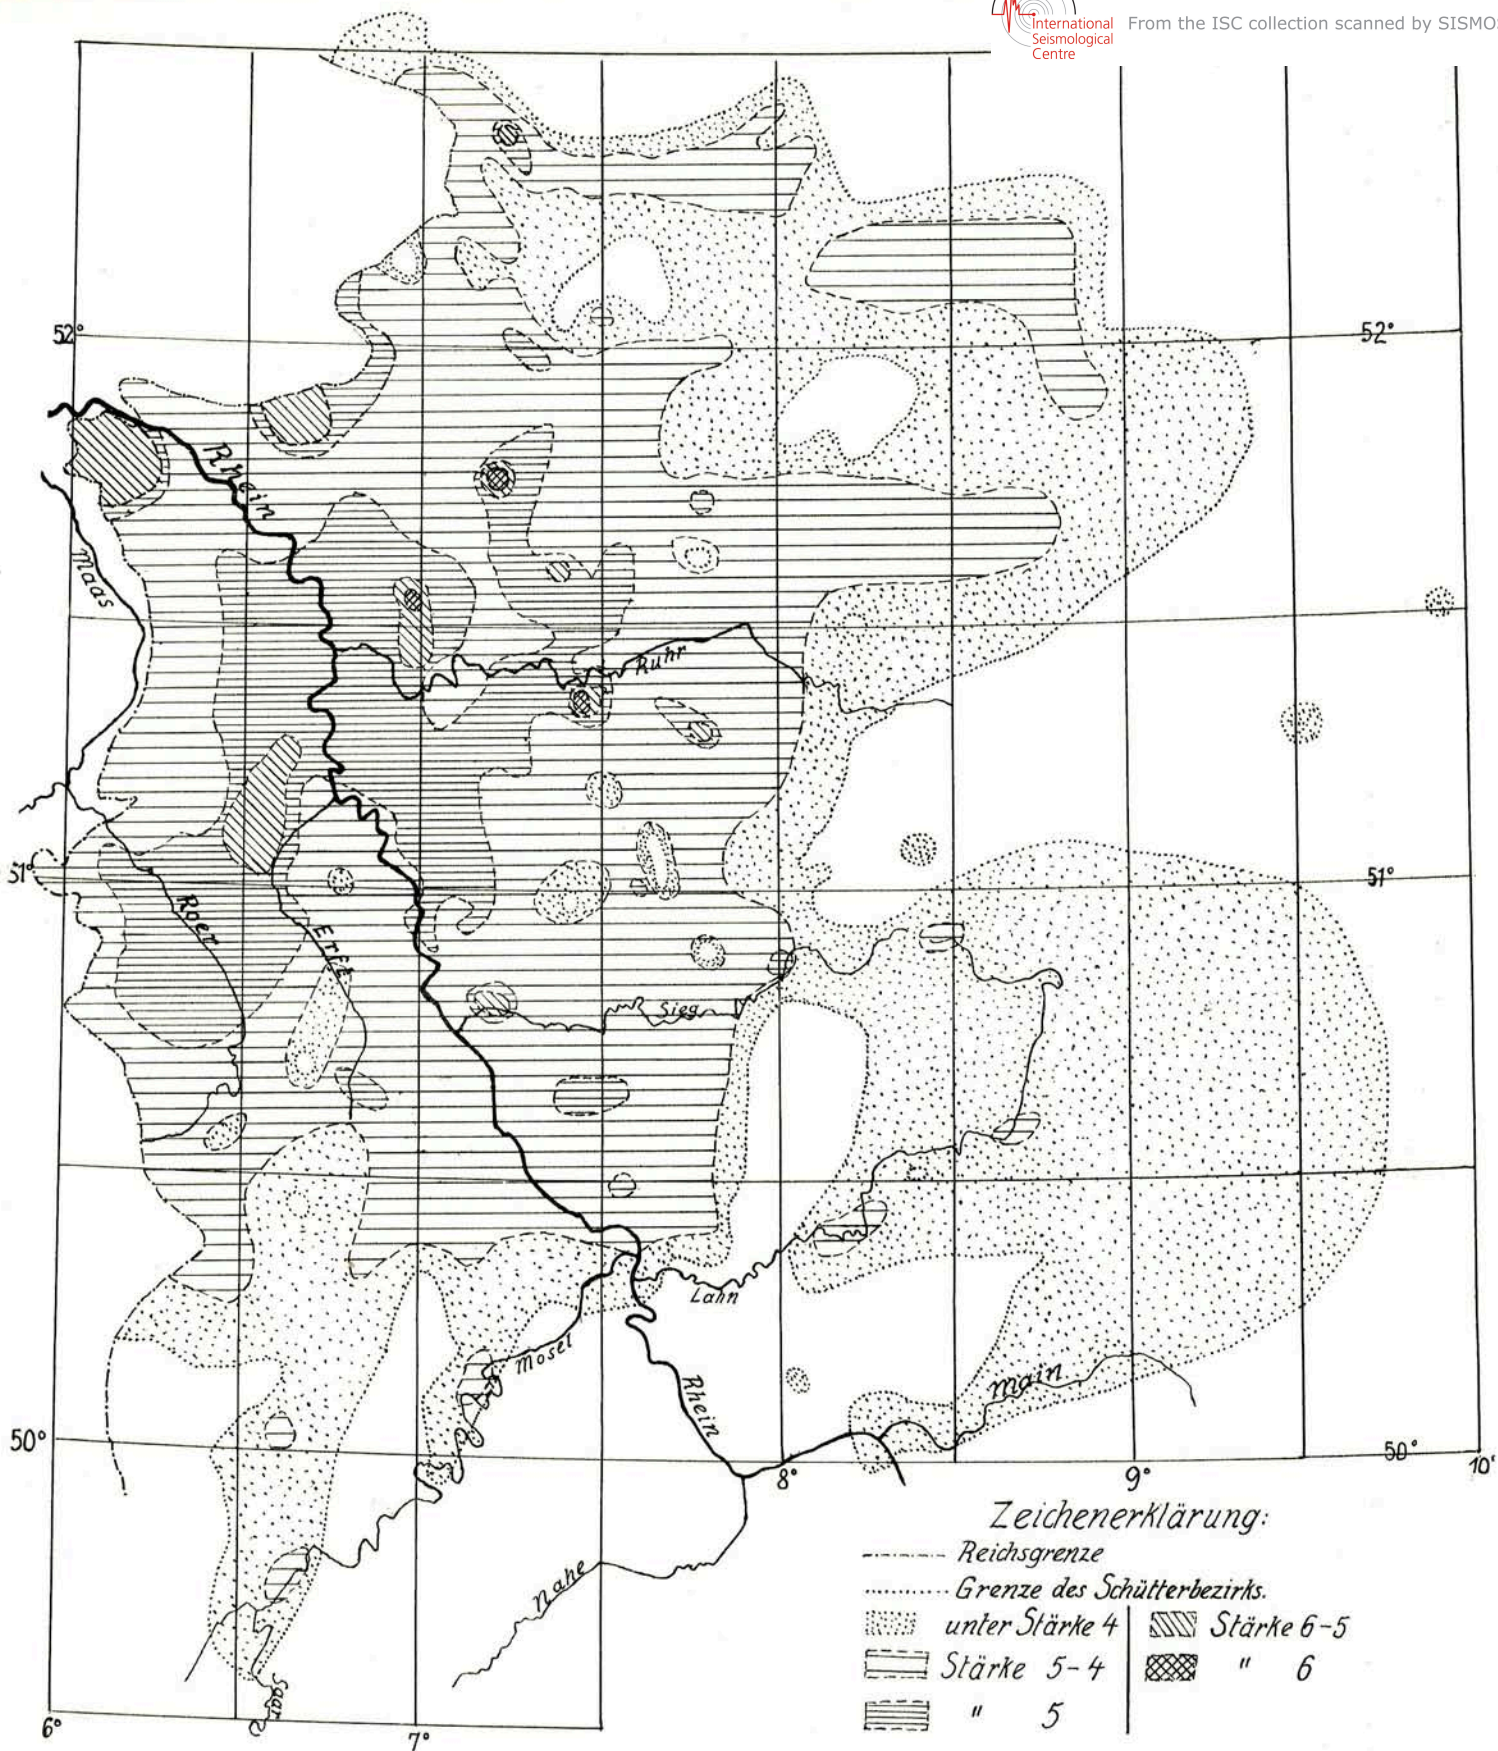 International
Seismological
Centre
From the ISC collection scanned by SISMOS
52°
52°
Rhein
Maas
Ruhr
51°
51°
Roer
Erft
Sieg
Lahn
Mosel
Rhein
Main
50°
50°
Nahe
Saar
6°
7°
8°
9°
10°
Zeichenerklärung:
Reichsgrenze
Grenze des Schütterbezirks.
unter Stärke 4
Stärke 6-5
Stärke 5-4
" 6
" 5